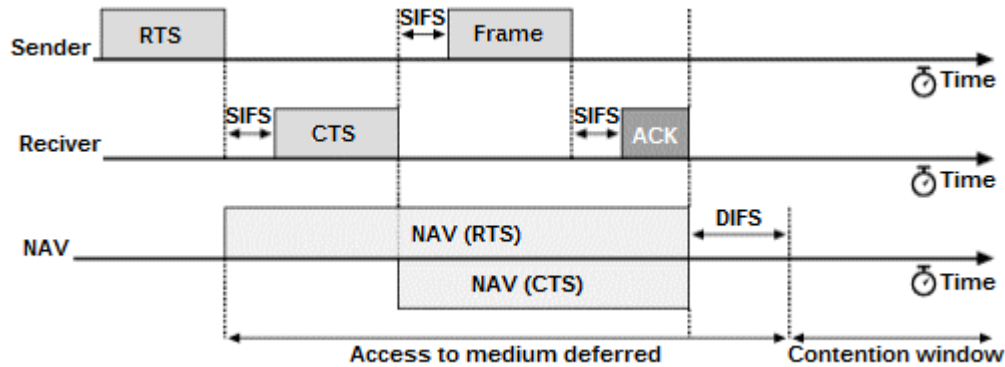 SIFS
RTS
Frame
Sender
Time
SIFS
SIFS
CTS
ACK
Reciver
Time
DIFS
NAV (RTS)
NAV
NAV (CTS)
Time
Access to medium deferred
Contention window